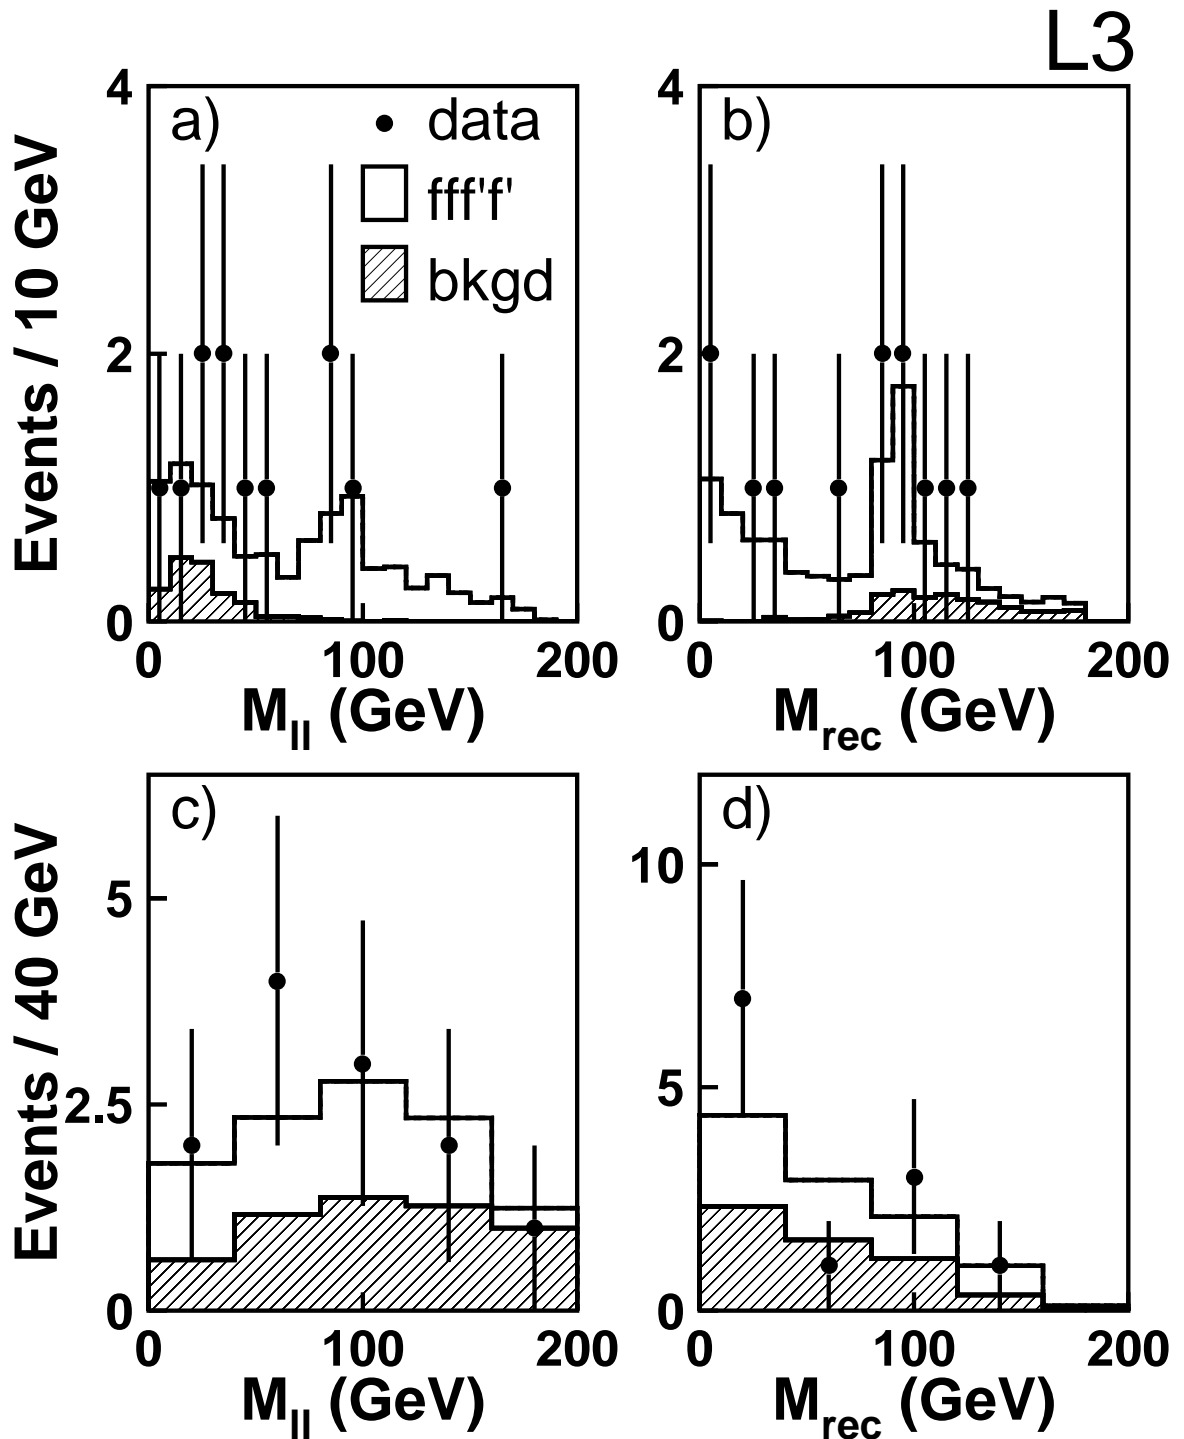 L3
Events / 10 GeV
a)
data
fff'f'
bkgd
4
2
0
0 100 200
M_ll (GeV)
b)
4
2
0
0 100 200
M_rec (GeV)
Events / 40 GeV
c)
5
2.5
0
0 100 200
M_ll (GeV)
d)
10
5
0
0 100 200
M_rec (GeV)